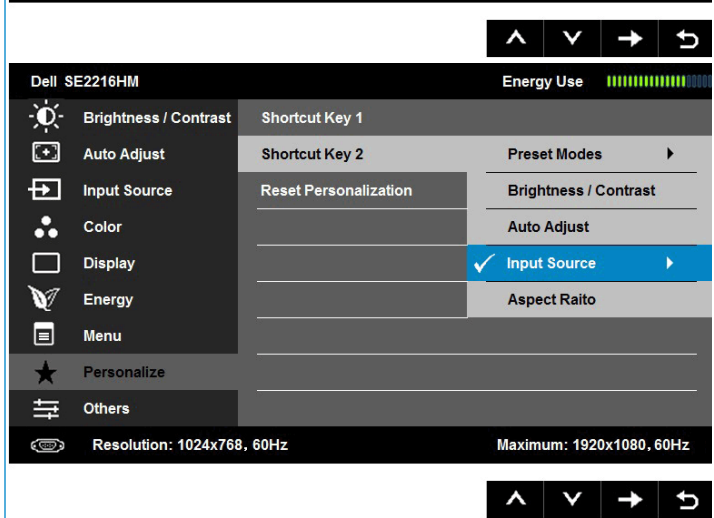 Dell SE2216HM Energy Use
Brightness / Contrast Shortcut Key 1
Auto Adjust Shortcut Key 2 Preset Modes
Input Source Reset Personalization Brightness / Contrast
Color Auto Adjust
Display Input Source
Energy Aspect Raito
Menu
Personalize
Others
Resolution: 1024x768, 60Hz Maximum: 1920x1080, 60Hz